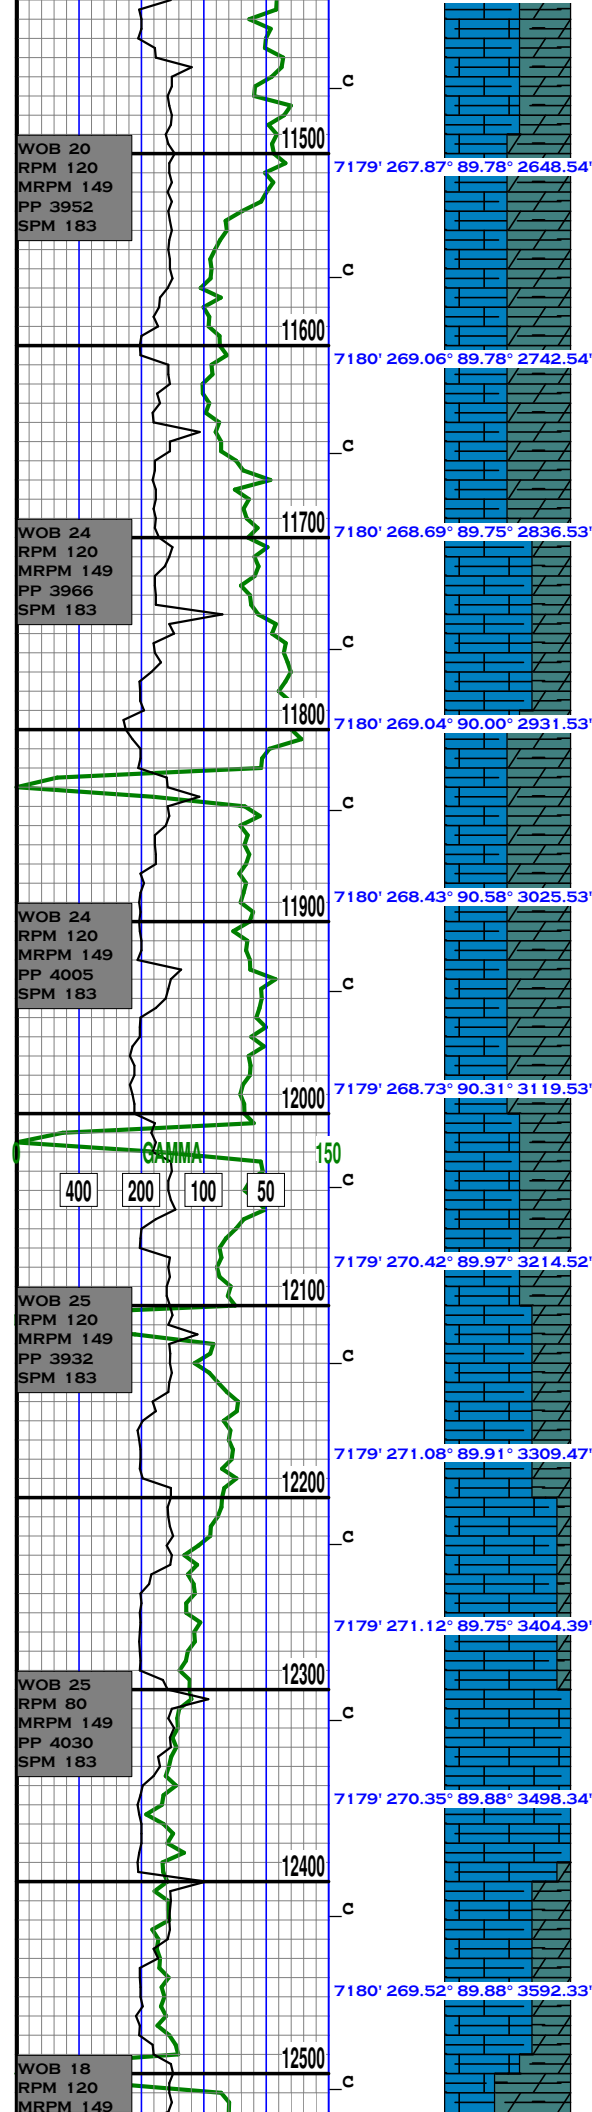 C
11500
WOB 20
RPM 120
MRPM 149
PP 3952
SPM 183
7179' 267.87° 89.78° 2648.54'
C
11600
7180' 269.06° 89.78° 2742.54'
C
11700
WOB 24
RPM 120
MRPM 149
PP 3966
SPM 183
7180' 268.69° 89.75° 2836.53'
C
11800
7180' 269.04° 90.00° 2931.53'
C
7180' 268.43° 90.58° 3025.53'
11900
WOB 24
RPM 120
MRPM 149
PP 4005
SPM 183
C
7179' 268.73° 90.31° 3119.53'
12000
0 GAMMA 150
400 200 100 50
C
7179' 270.42° 89.97° 3214.52'
12100
WOB 25
RPM 120
MRPM 149
PP 3932
SPM 183
C
7179' 271.08° 89.91° 3309.47'
12200
C
7179' 271.12° 89.75° 3404.39'
12300
WOB 25
RPM 80
MRPM 149
PP 4030
SPM 183
C
7179' 270.35° 89.88° 3498.34'
12400
C
7180' 269.52° 89.88° 3592.33'
12500
WOB 18
RPM 120
MRPM 149
C